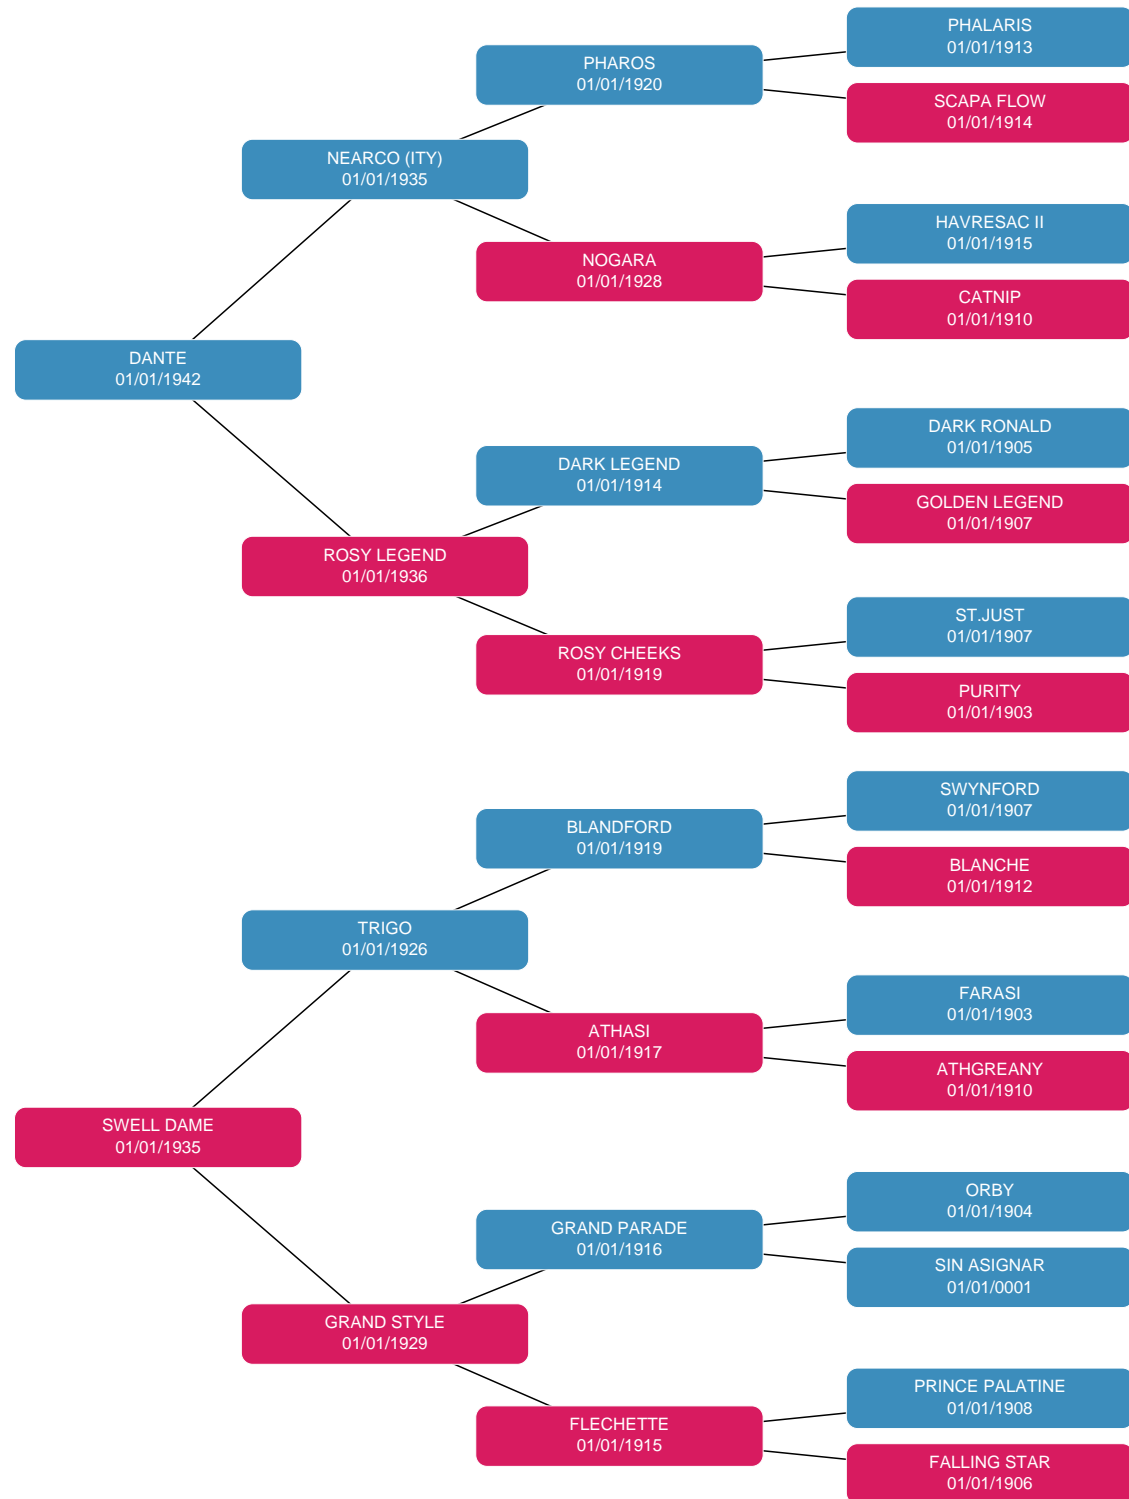 PHALARIS
01/01/1913
PHAROS
01/01/1920
SCAPA FLOW
01/01/1914
NEARCO (ITY)
01/01/1935
HAVRESAC II
01/01/1915
NOGARA
01/01/1928
CATNIP
01/01/1910
DANTE
01/01/1942
DARK RONALD
01/01/1905
DARK LEGEND
01/01/1914
GOLDEN LEGEND
01/01/1907
ROSY LEGEND
01/01/1936
ST.JUST
01/01/1907
ROSY CHEEKS
01/01/1919
PURITY
01/01/1903
SWYNFORD
01/01/1907
BLANDFORD
01/01/1919
BLANCHE
01/01/1912
TRIGO
01/01/1926
FARASI
01/01/1903
ATHASI
01/01/1917
ATHGREANY
01/01/1910
SWELL DAME
01/01/1935
ORBY
01/01/1904
GRAND PARADE
01/01/1916
SIN ASIGNAR
01/01/0001
GRAND STYLE
01/01/1929
PRINCE PALATINE
01/01/1908
FLECHETTE
01/01/1915
FALLING STAR
01/01/1906